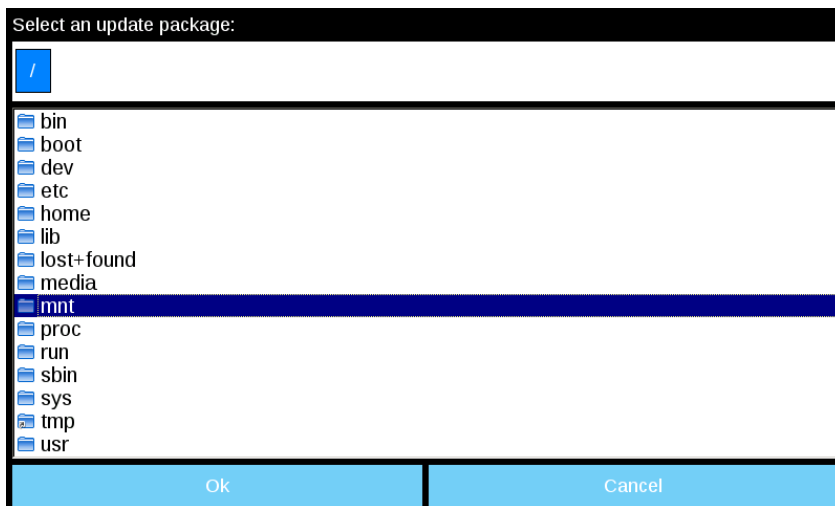 Select an update package:
/
bin
boot
dev
etc
home
lib
lost+found
media
mnt
proc
run
sbin
sys
tmp
usr
Ok Cancel